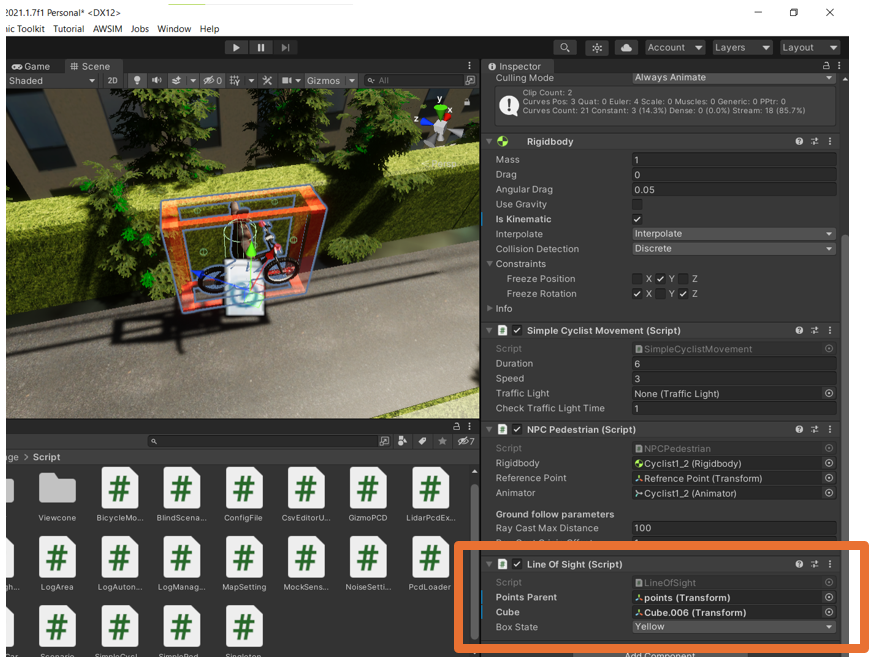 2021.1.7f1 Personal* <DX12>
nic Toolkit Tutorial AWSIM Jobs Window Help
Account Layers Layout
Game Scene
Shaded 2D 0 Gizmos All
y
x
z
Persp
Inspector
Culling Mode Always Animate
Clip Count: 2
Curves Pos: 3 Quat: 0 Euler: 4 Scale: 0 Muscles: 0 Generic: 0 PPtr: 0
Curves Count: 21 Constant: 3 (14.3%) Dense: 0 (0.0%) Stream: 18 (85.7%)
Rigidbody
Mass 1
Drag 0
Angular Drag 0.05
Use Gravity
Is Kinematic
Interpolate Interpolate
Collision Detection Discrete
Constraints
Freeze Position X Y Z
Freeze Rotation X Y Z
Info
Simple Cyclist Movement (Script)
Script SimpleCyclistMovement
Duration 6
Speed 3
Traffic Light None (Traffic Light)
Check Traffic Light Time 1
NPC Pedestrian (Script)
Script NPCPedestrian
Rigidbody Cyclist1_2 (Rigidbody)
Reference Point Refrence Point (Transform)
Animator Cyclist1_2 (Animator)
Ground follow parameters
Ray Cast Max Distance 100
Line Of Sight (Script)
Script LineOfSight
Points Parent points (Transform)
Cube Cube.006 (Transform)
Box State Yellow
Add Component
7
age > Script
Viewcone BicycleMo... BlindScena... ConfigFile CsvEditorU... GizmoPCD LidarPcdEx...
gh... LogArea LogAuton... LogManag... MapSetting MockSens... NoiseSetti... PcdLoader
Car Scenario SimpleCycl... SimplePed... Singleton